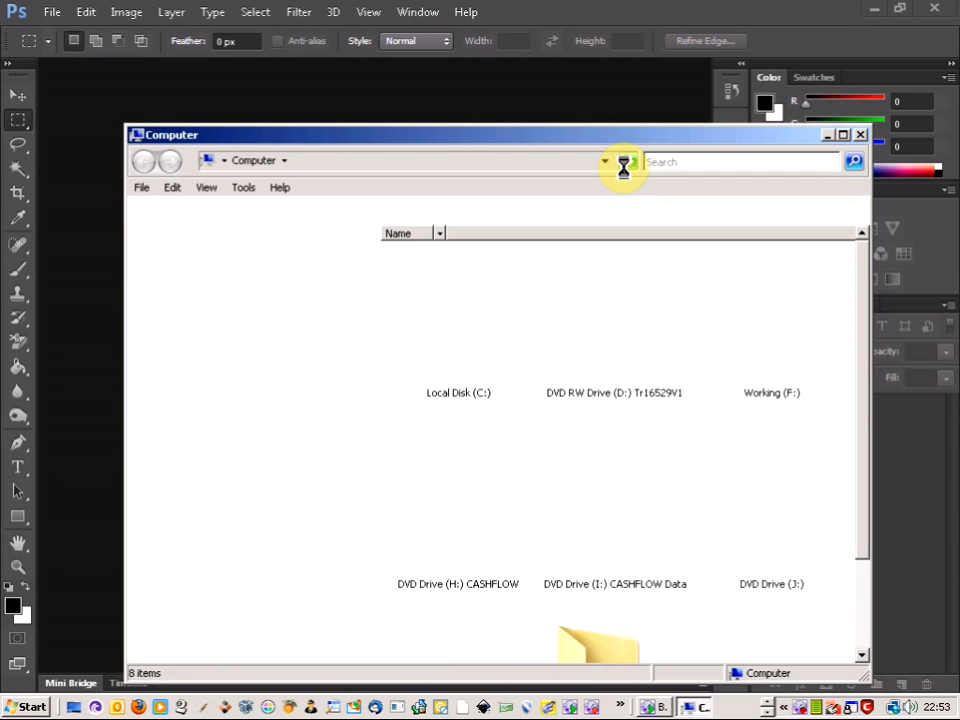 Ps File Edit Image Layer Type Select Filter 3D View Window Help
Feather: 0 px Anti-alias Style: Normal Width: Height: Refine Edge...
Color Swatches
R 0
0
0
Computer
Computer Search
File Edit View Tools Help
Name
Local Disk (C:) DVD RW Drive (D:) Tr16529V1 Working (F:)
Fill:
DVD Drive (H:) CASHFLOW DVD Drive (I:) CASHFLOW Data DVD Drive (J:)
8 items Computer
Mini Bridge
Start B. C.. 22:53